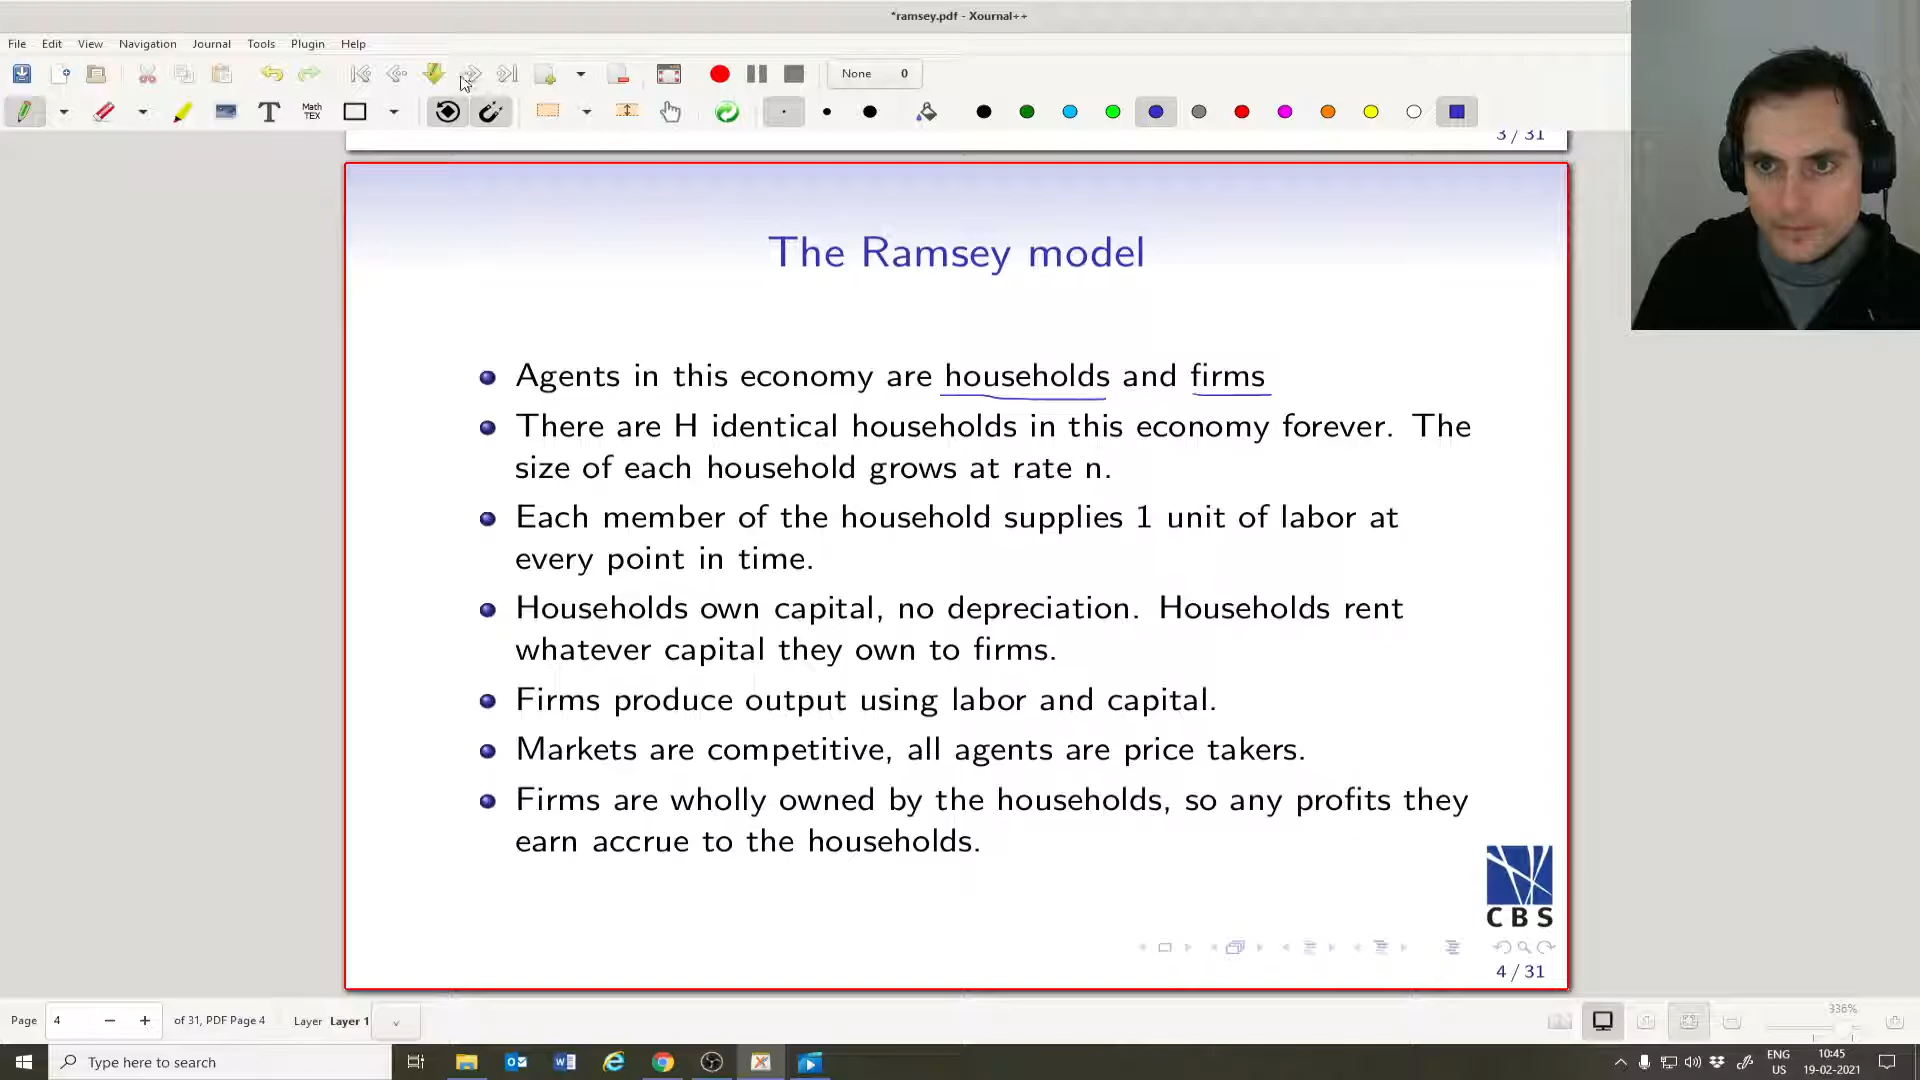 *ramsey.pdf - Xournal++
File Edit View Navigation Journal Tools Plugin Help
None 0
T Math TEX
3 / 31
The Ramsey model
Agents in this economy are households and firms
There are H identical households in this economy forever. The
size of each household grows at rate n.
Each member of the household supplies 1 unit of labor at
every point in time.
Households own capital, no depreciation. Households rent
whatever capital they own to firms.
Firms produce output using labor and capital.
Markets are competitive, all agents are price takers.
Firms are wholly owned by the households, so any profits they
earn accrue to the households.
CBS
4 / 31
Page 4 of 31, PDF Page 4 Layer Layer 1
336%
Type here to search
ENG
US
10:45
19-02-2021